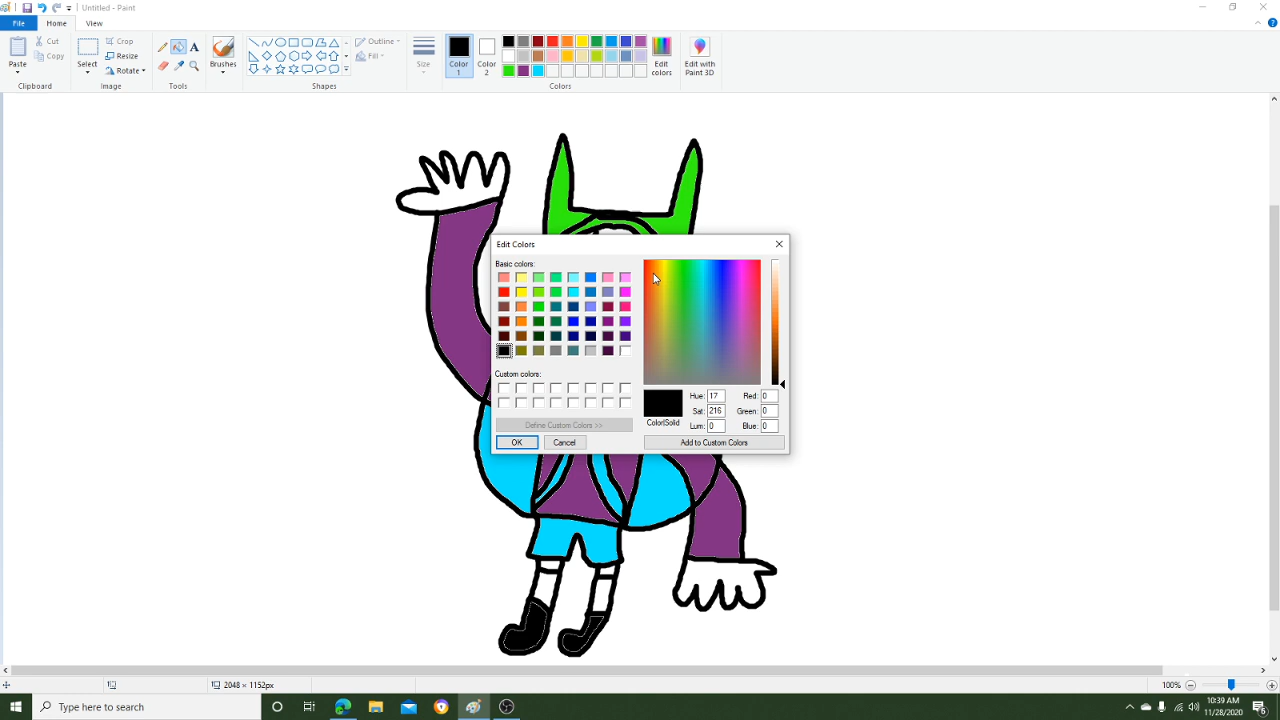 Untitled - Paint
File
Home
View
Paste
Cut
Copy
Clipboard
Select
Crop
Resize
Rotate
Image
A
Tools
Brushes
Shapes
Outline
Fill
Size
Color 1
Color 2
Colors
Edit colors
Edit with Paint 3D
Edit Colors
Basic colors:
Custom colors:
Define Custom Colors >>
OK
Cancel
Color|Solid
Hue: 17
Sat: 216
Lum: 0
Red: 0
Green: 0
Blue: 0
Add to Custom Colors
2048 × 1152px
100%
Type here to search
10:39 AM
11/28/2020
6